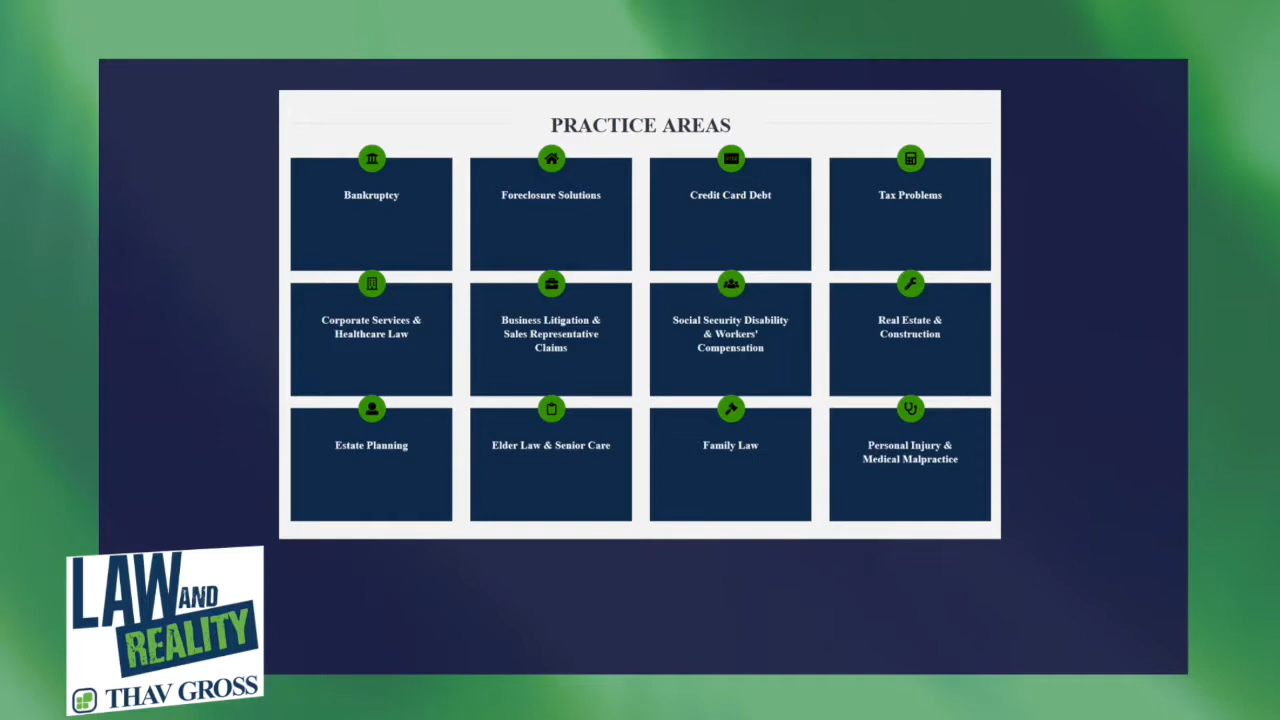 PRACTICE AREAS
Bankruptcy
Foreclosure Solutions
Credit Card Debt
Tax Problems
Corporate Services &
Healthcare Law
Business Litigation &
Sales Representative
Claims
Social Security Disability
& Workers'
Compensation
Real Estate &
Construction
Estate Planning
Elder Law & Senior Care
Family Law
Personal Injury &
Medical Malpractice
LAW AND
REALITY
THAV GROSS